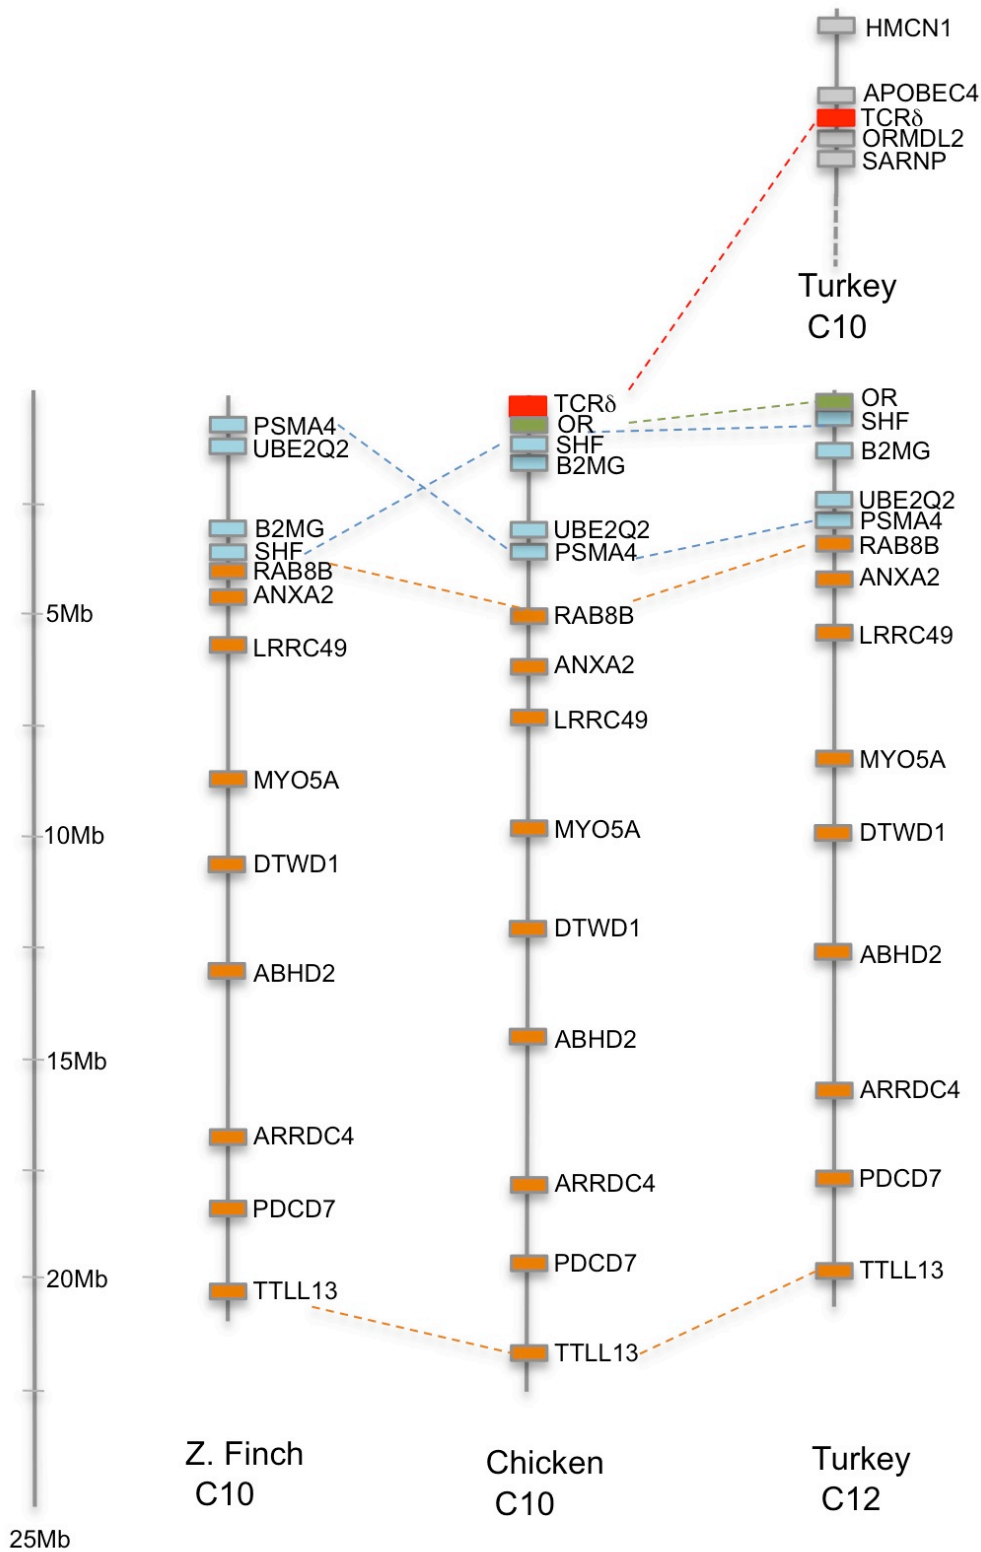 HMCN1
APOBEC4
TCRδ
ORMDL2
SARNP
Turkey
C10
5Mb
10Mb
15Mb
20Mb
25Mb
PSMA4
UBE2Q2
B2MG
SHF
RAB8B
ANXA2
LRRC49
MYO5A
DTWD1
ABHD2
ARRDC4
PDCD7
TTLL13
Z. Finch
C10
TCRδ
OR
SHF
B2MG
UBE2Q2
PSMA4
RAB8B
ANXA2
LRRC49
MYO5A
DTWD1
ABHD2
ARRDC4
PDCD7
TTLL13
Chicken
C10
OR
SHF
B2MG
UBE2Q2
PSMA4
RAB8B
ANXA2
LRRC49
MYO5A
DTWD1
ABHD2
ARRDC4
PDCD7
TTLL13
Turkey
C12